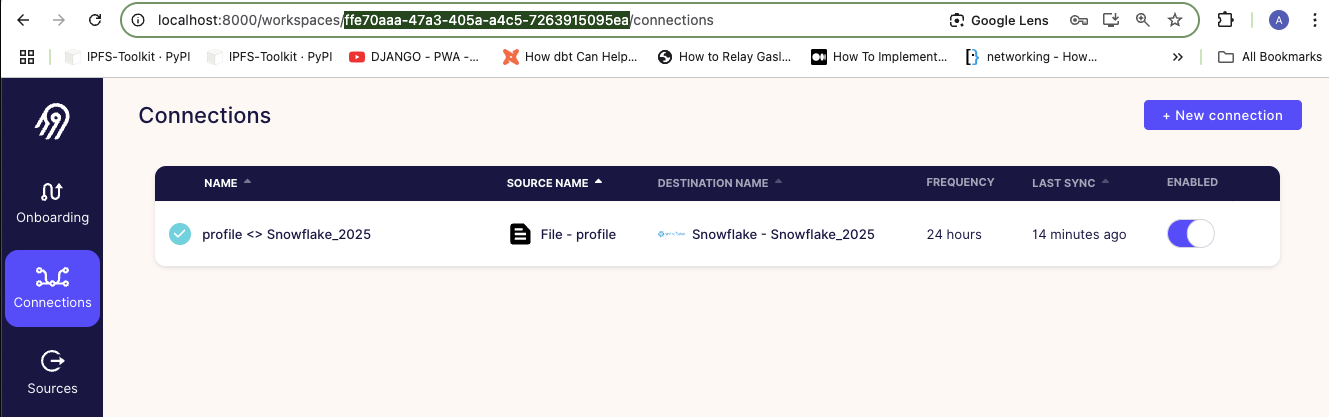 localhost:8000/workspaces/ffe70aaa-47a3-405a-a4c5-7263915095ea/connections Google Lens A
IPFS-Toolkit · PyPI IPFS-Toolkit · PyPI DJANGO - PWA -... How dbt Can Help... How to Relay Gasl... How To Implement... networking - How... » All Bookmarks
Connections + New connection
NAME SOURCE NAME DESTINATION NAME FREQUENCY LAST SYNC ENABLED
profile <> Snowflake_2025 File - profile Snowflake - Snowflake_2025 24 hours 14 minutes ago
Onboarding
Connections
Sources